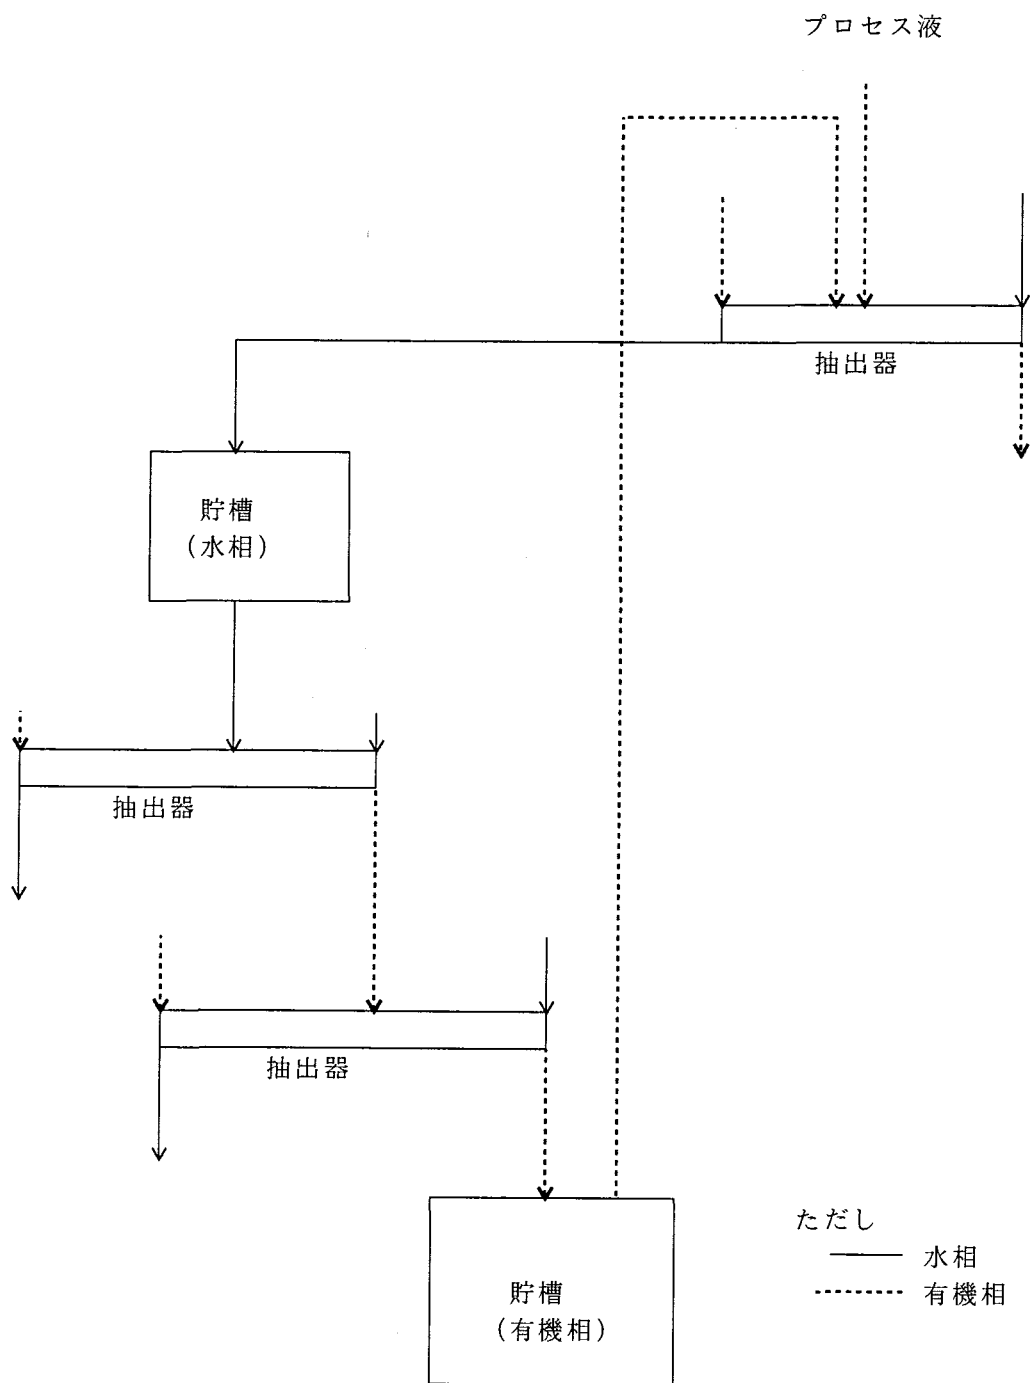 プロセス液
抽出器
貯槽
(水相)
抽出器
抽出器
ただし
水相
有機相
貯槽
(有機相)